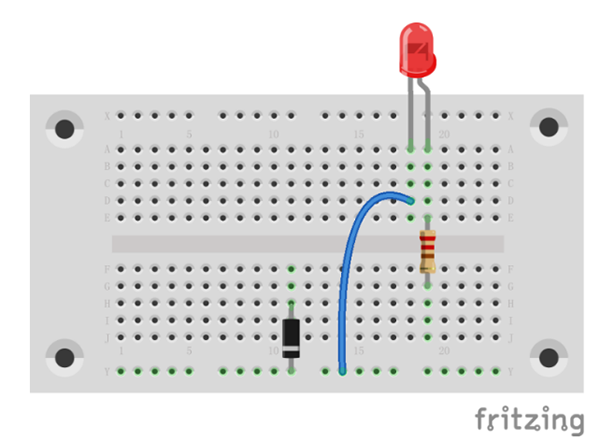 X 1 5 10 15 20 X
A A
B B
C C
D D
E E
F F
G G
H H
I I
J J
1 5 10 15 20
Y Y
fritzing